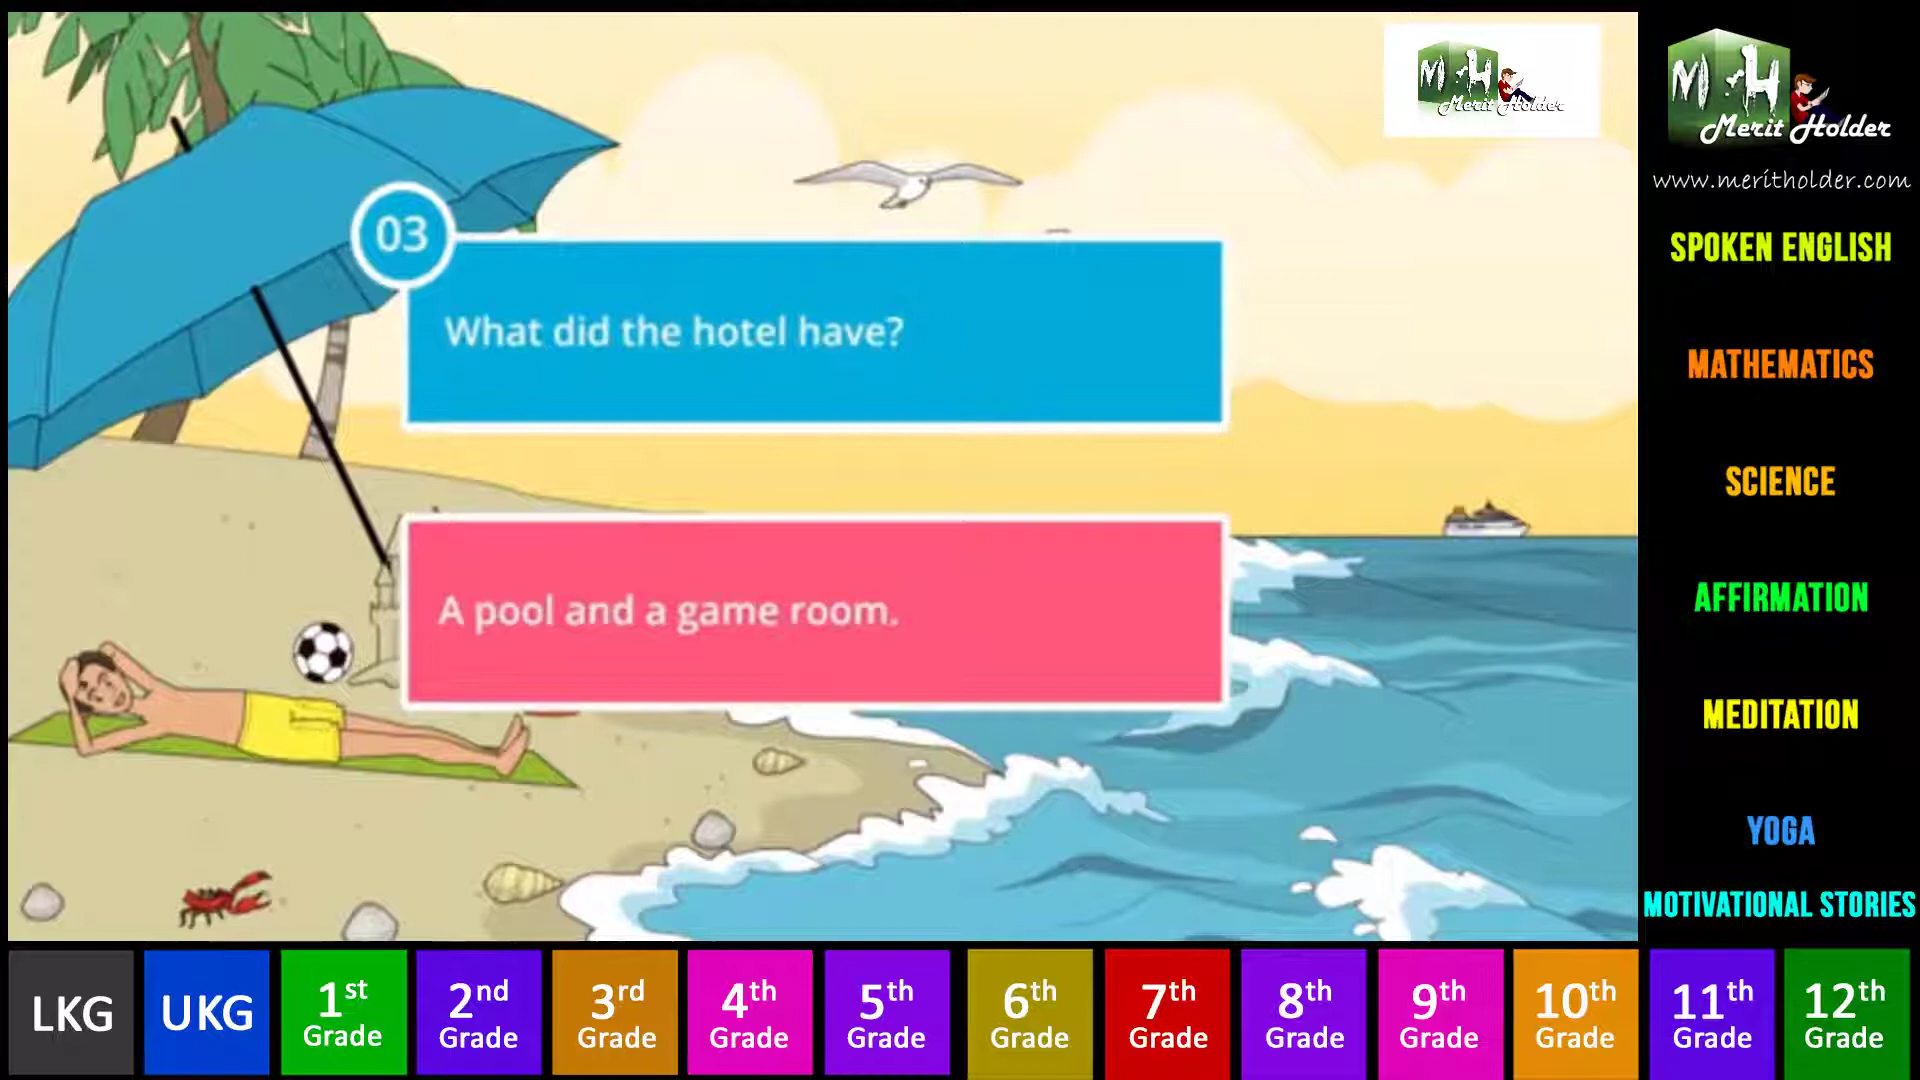 M H
Merit Holder
M H
Merit Holder
www.meritholder.com
03
What did the hotel have?
A pool and a game room.
SPOKEN ENGLISH
MATHEMATICS
SCIENCE
AFFIRMATION
MEDITATION
YOGA
MOTIVATIONAL STORIES
LKG
UKG
1st Grade
2nd Grade
3rd Grade
4th Grade
5th Grade
6th Grade
7th Grade
8th Grade
9th Grade
10th Grade
11th Grade
12th Grade